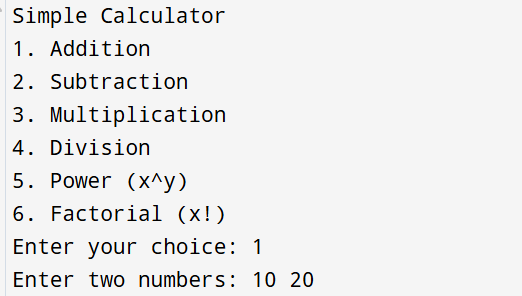 Simple Calculator
1. Addition
2. Subtraction
3. Multiplication
4. Division
5. Power (x^y)
6. Factorial (x!)
Enter your choice: 1
Enter two numbers: 10 20